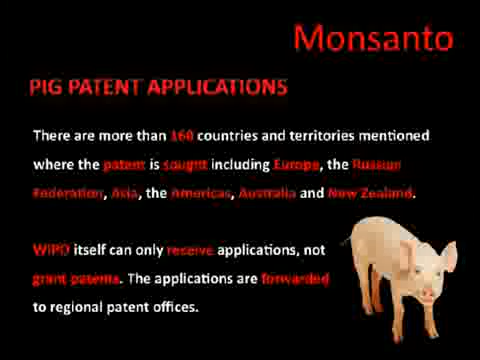 Monsanto
PIG PATENT APPLICATIONS
There are more than 160 countries and territories mentioned
where the patent is sought including Europe, the Russian
Federation, Asia, the Americas, Australia and New Zealand.
WIPO itself can only receive applications, not
grant patents. The applications are forwarded
to regional patent offices.